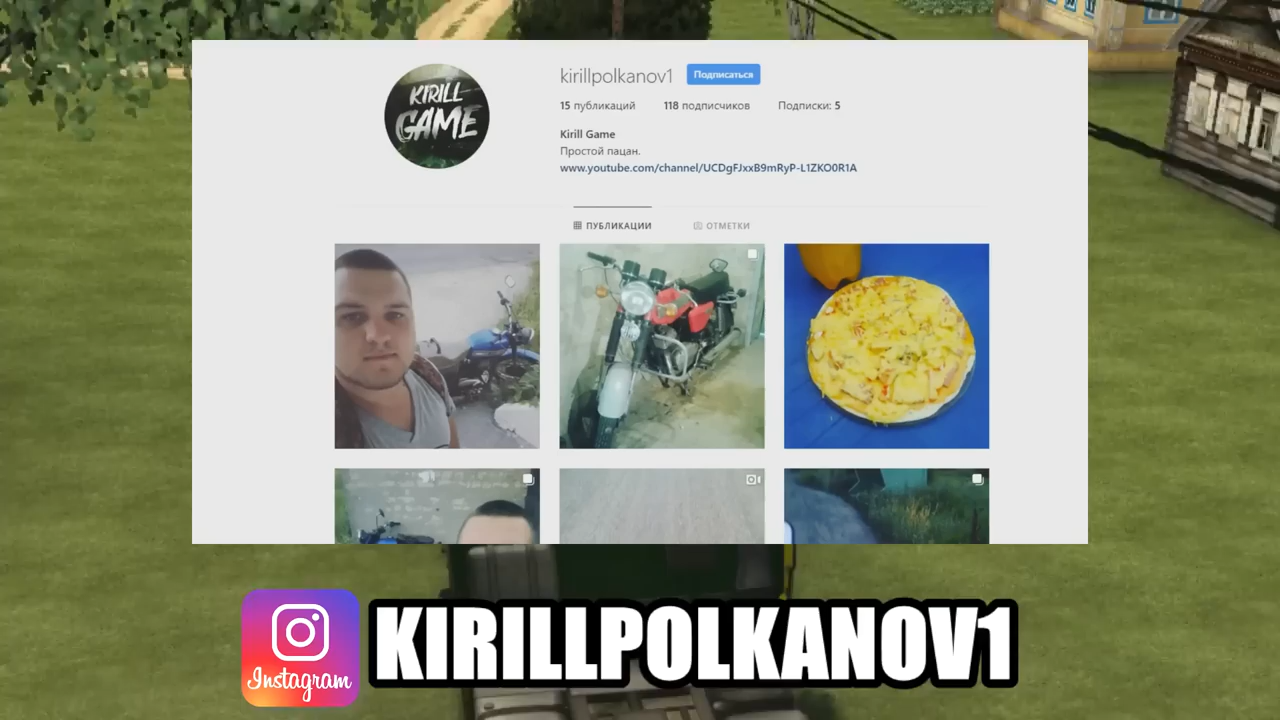 KIRILL
GAME
kirillpolkanov1 Подписаться
15 публикаций 118 подписчиков Подписки: 5
Kirill Game
Простой пацан.
www.youtube.com/channel/UCDgFJxxB9mRyP-L1ZKO0R1A
ПУБЛИКАЦИИ ОТМЕТКИ
Instagram
KIRILLPOLKANOV1